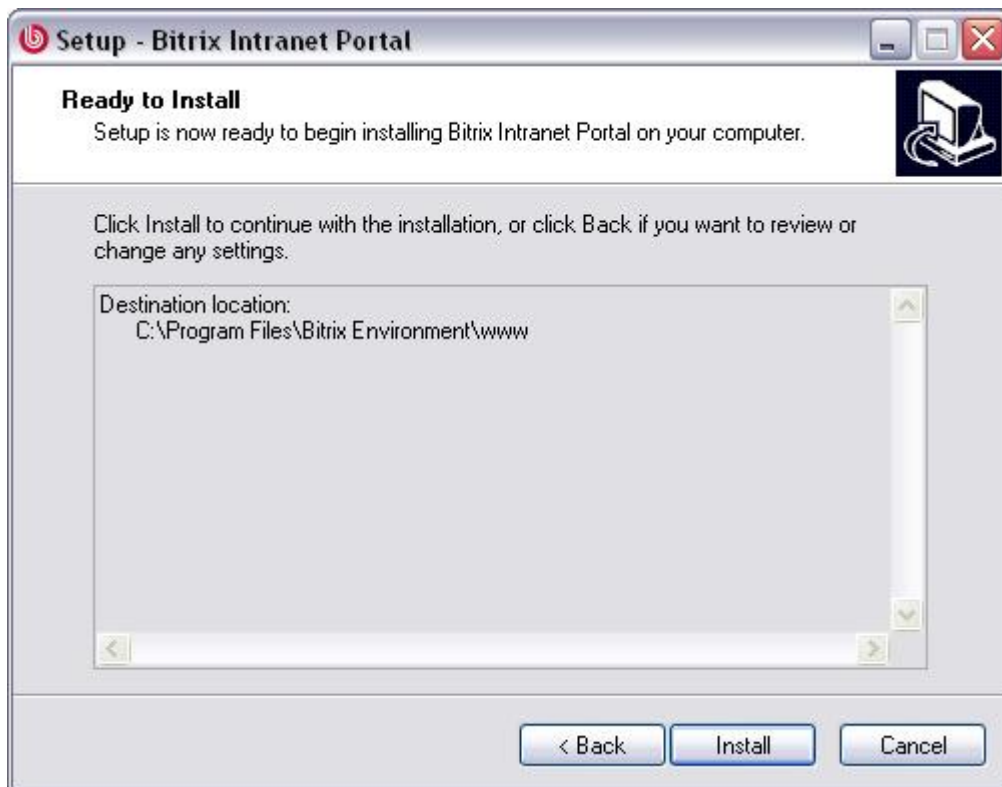 Setup - Bitrix Intranet Portal
Ready to Install
Setup is now ready to begin installing Bitrix Intranet Portal on your computer.
Click Install to continue with the installation, or click Back if you want to review or
change any settings.
Destination location:
C:\Program Files\Bitrix Environment\www
< Back
Install
Cancel